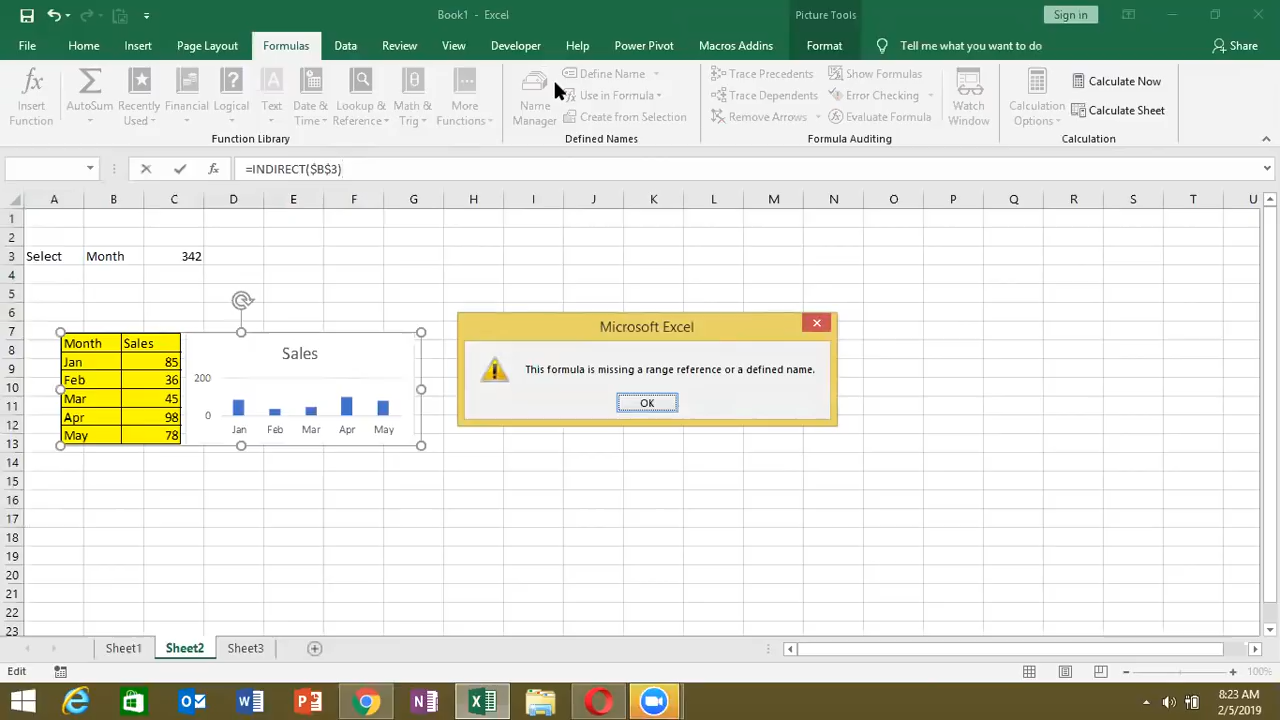 Book1 - Excel
Picture Tools
Sign in
File
Home
Insert
Page Layout
Formulas
Data
Review
View
Developer
Help
Power Pivot
Macros Addins
Format
Tell me what you want to do
Share
Insert Function
AutoSum
Recently Used
Financial
Logical
Text
Date & Time
Lookup & Reference
Math & Trig
More Functions
Function Library
Name Manager
Define Name
Use in Formula
Create from Selection
Defined Names
Trace Precedents
Trace Dependents
Remove Arrows
Show Formulas
Error Checking
Evaluate Formula
Formula Auditing
Watch Window
Calculation Options
Calculate Now
Calculate Sheet
Calculation
fx =INDIRECT($B$3)
A B C D E F G H I J K L M N O P Q R S T U
1
2
3 Select Month 342
4
5
6
7
8
9
10
11
12
13
14
15
16
17
18
19
20
21
22
23
Month Sales
Jan 85
Feb 36
Mar 45
Apr 98
May 78
Sales
200
0
Jan Feb Mar Apr May
Microsoft Excel
This formula is missing a range reference or a defined name.
OK
Sheet1 Sheet2 Sheet3
Edit
100%
8:23 AM
2/5/2019